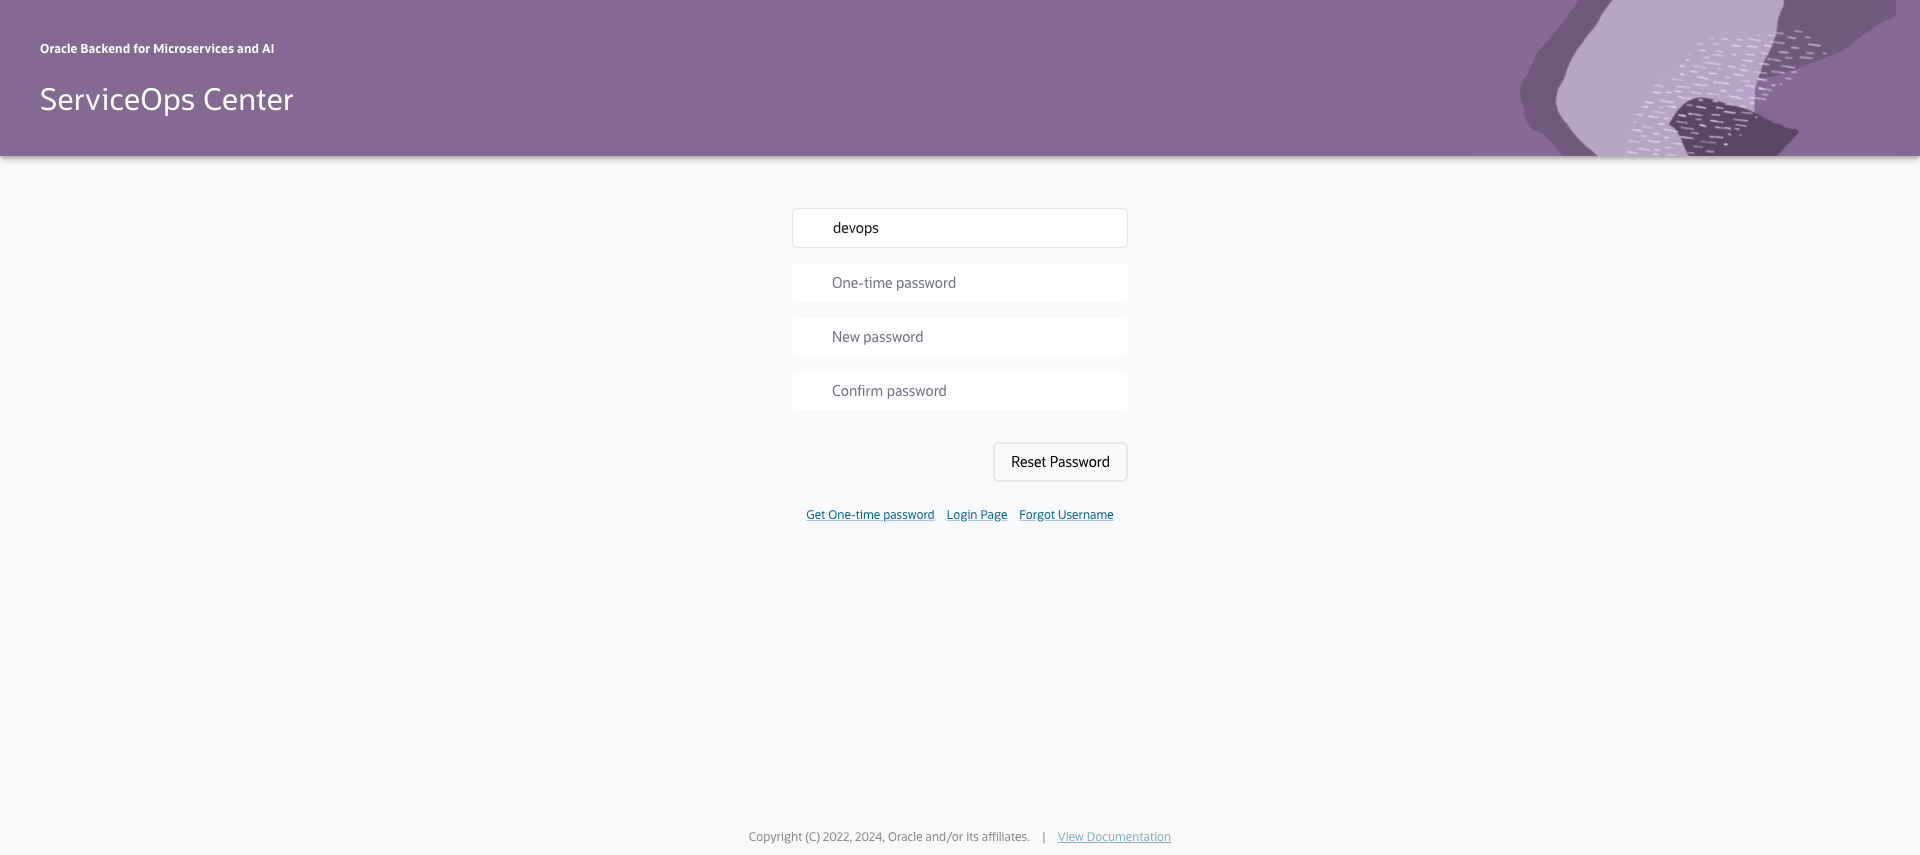 Oracle Backend for Microservices and AI
ServiceOps Center
devops
One-time password
New password
Confirm password
Reset Password
Get One-time password Login Page Forgot Username
Copyright (C) 2022, 2024, Oracle and/or its affiliates. | View Documentation